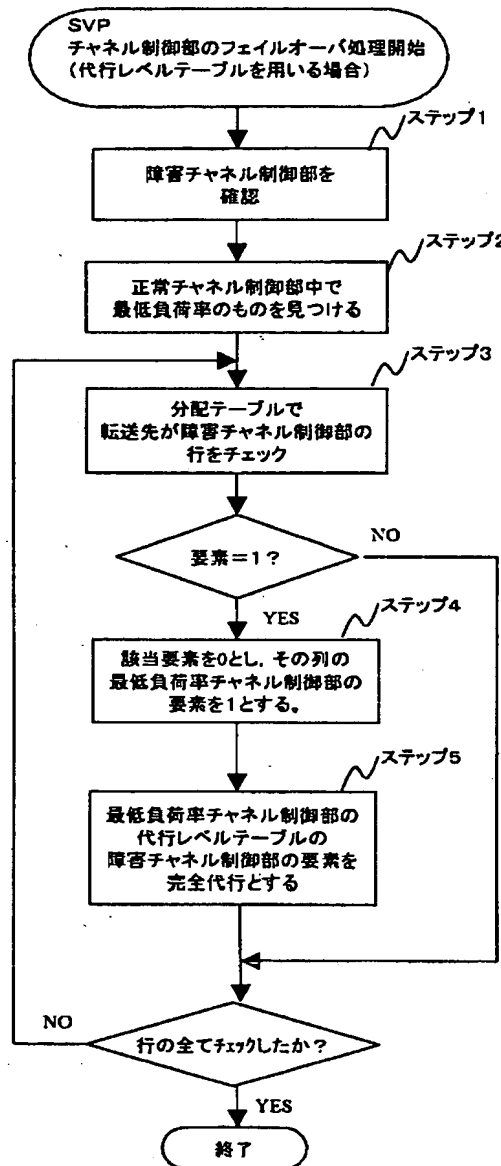 SVP
チャネル制御部のフェイルオーバ処理開始
(代行レベルテーブルを用いる場合)
ステップ1
障害チャネル制御部を
確認
ステップ2
正常チャネル制御部中で
最低負荷率のものを見つける
ステップ3
分配テーブルで
転送先が障害チャネル制御部の
行をチェック
要素=1?
NO
YES
ステップ4
該当要素を0とし、その列の
最低負荷率チャネル制御部の
要素を1とする。
ステップ5
最低負荷率チャネル制御部の
代行レベルテーブルの
障害チャネル制御部の要素を
完全代行とする
NO
行の全てチェックしたか?
YES
終了